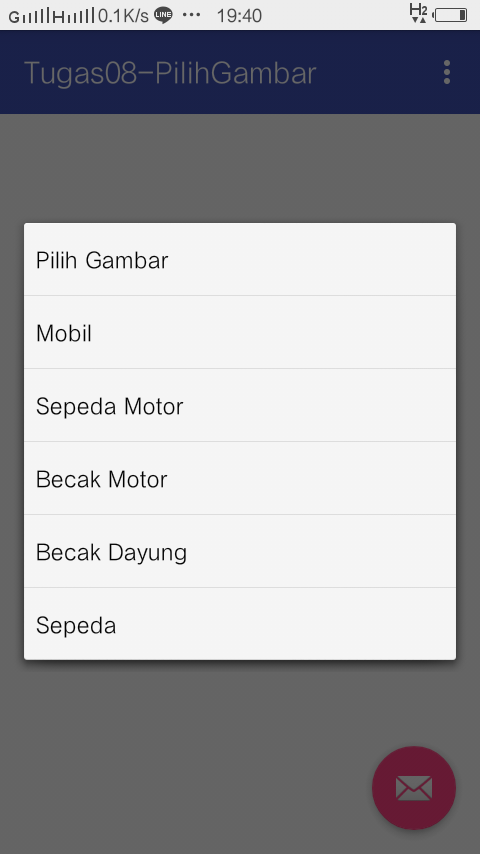 G H 0.1K/s LINE ••• 19:40 H2
Tugas08-PilihGambar
Pilih Gambar
Mobil
Sepeda Motor
Becak Motor
Becak Dayung
Sepeda